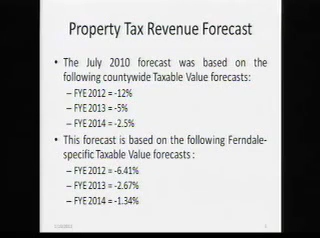 Property Tax Revenue Forecast
• The July 2010 forecast was based on the
following countywide Taxable Value forecasts:
– FYE 2012 = -12%
– FYE 2013 = -5%
– FYE 2014 = -2.5%
• This forecast is based on the following Ferndale-
specific Taxable Value forecasts :
– FYE 2012 = -6.41%
– FYE 2013 = -2.67%
– FYE 2014 = -1.34%